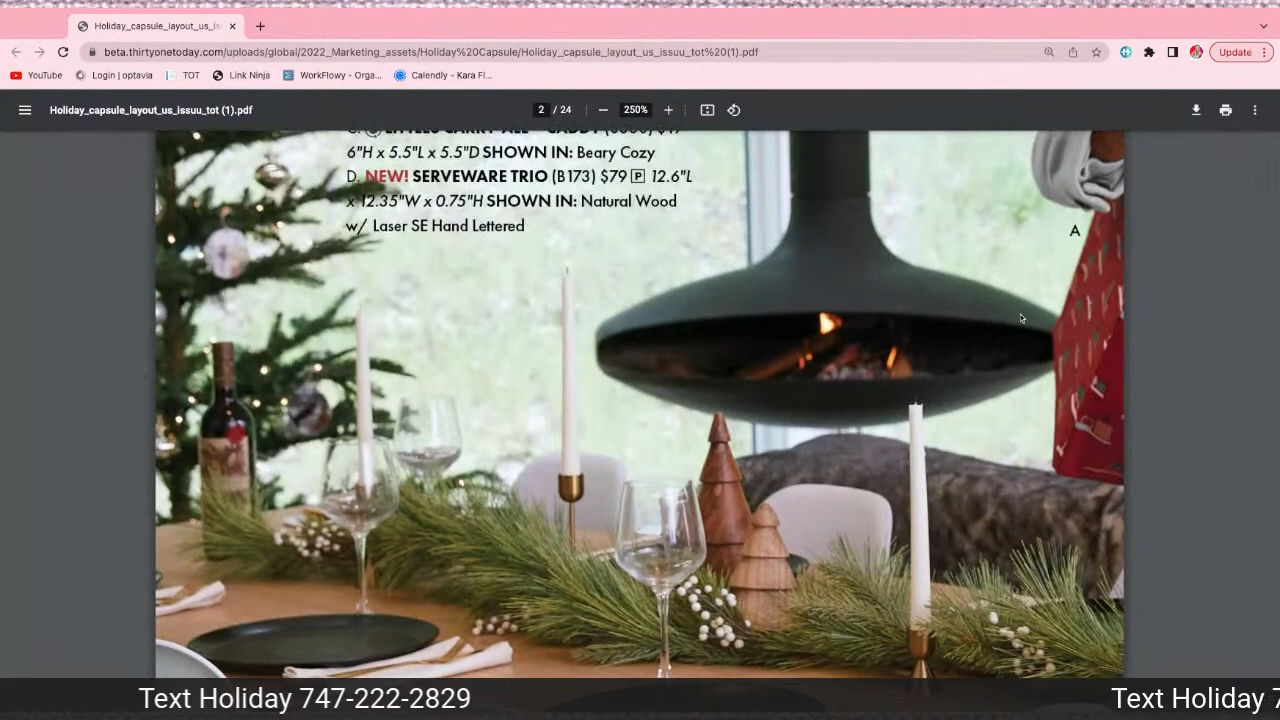 Holiday_capsule_layout_us_is
beta.thirtyonetoday.com/uploads/global/2022_Marketing_assets/Holiday%20Capsule/Holiday_capsule_layout_us_issuu_tot%20(1).pdf
Update
YouTube
Login | optavia
TOT
Link Ninja
WorkFlowy - Orga...
Calendly - Kara Fl...
Holiday_capsule_layout_us_issuu_tot (1).pdf
2 / 24
250%
6"H x 5.5"L x 5.5"D SHOWN IN: Beary Cozy
D. NEW! SERVEWARE TRIO (B173) $79 P 12.6"L
x 12.35"W x 0.75"H SHOWN IN: Natural Wood
w/ Laser SE Hand Lettered
A
Text Holiday 747-222-2829
Text Holiday 7